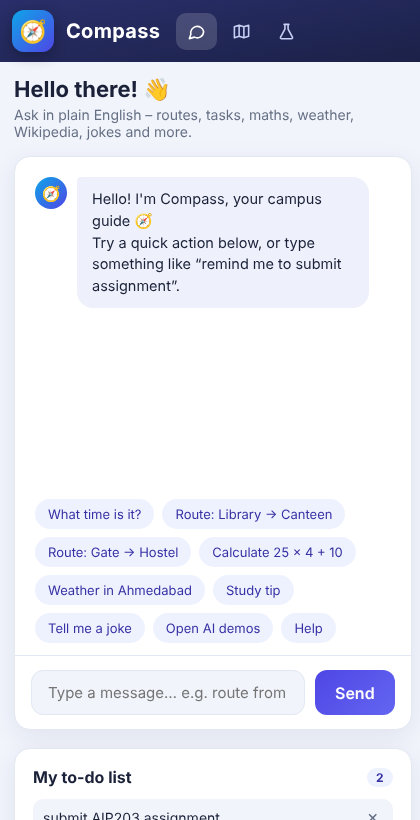 Compass
Hello there! 👋
Ask in plain English – routes, tasks, maths, weather,
Wikipedia, jokes and more.
Hello! I'm Compass, your campus
guide 🧭
Try a quick action below, or type
something like “remind me to submit
assignment”.
What time is it?
Route: Library → Canteen
Route: Gate → Hostel
Calculate 25 × 4 + 10
Weather in Ahmedabad
Study tip
Tell me a joke
Open AI demos
Help
Type a message... e.g. route from
Send
My to-do list
2
submit AIP203 assignment